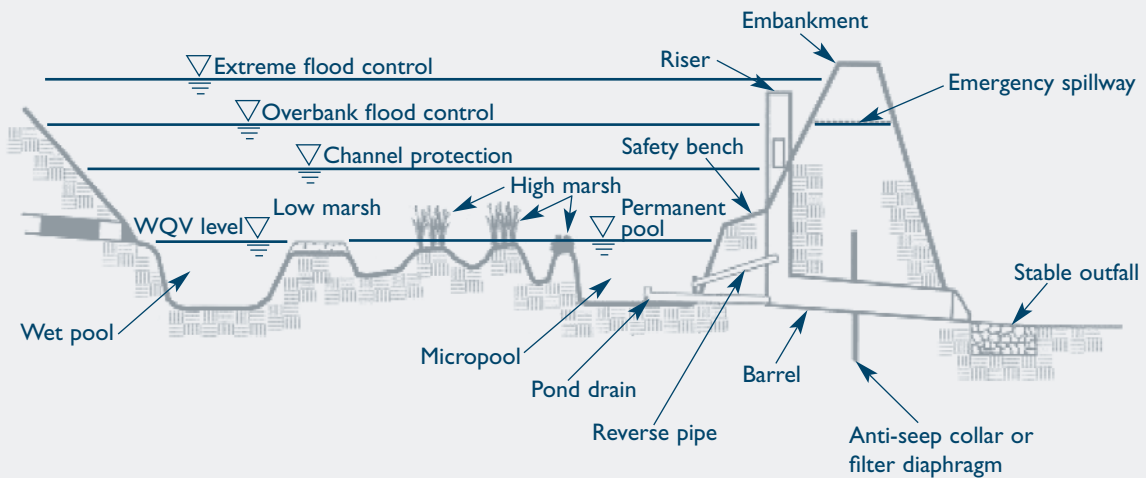 Embankment
Riser
Extreme flood control
Emergency spillway
Overbank flood control
Safety bench
Channel protection
High marsh
Low marsh
Permanent
pool
WQV level
Stable outfall
Wet pool
Micropool
Barrel
Pond drain
Reverse pipe
Anti-seep collar or
filter diaphragm